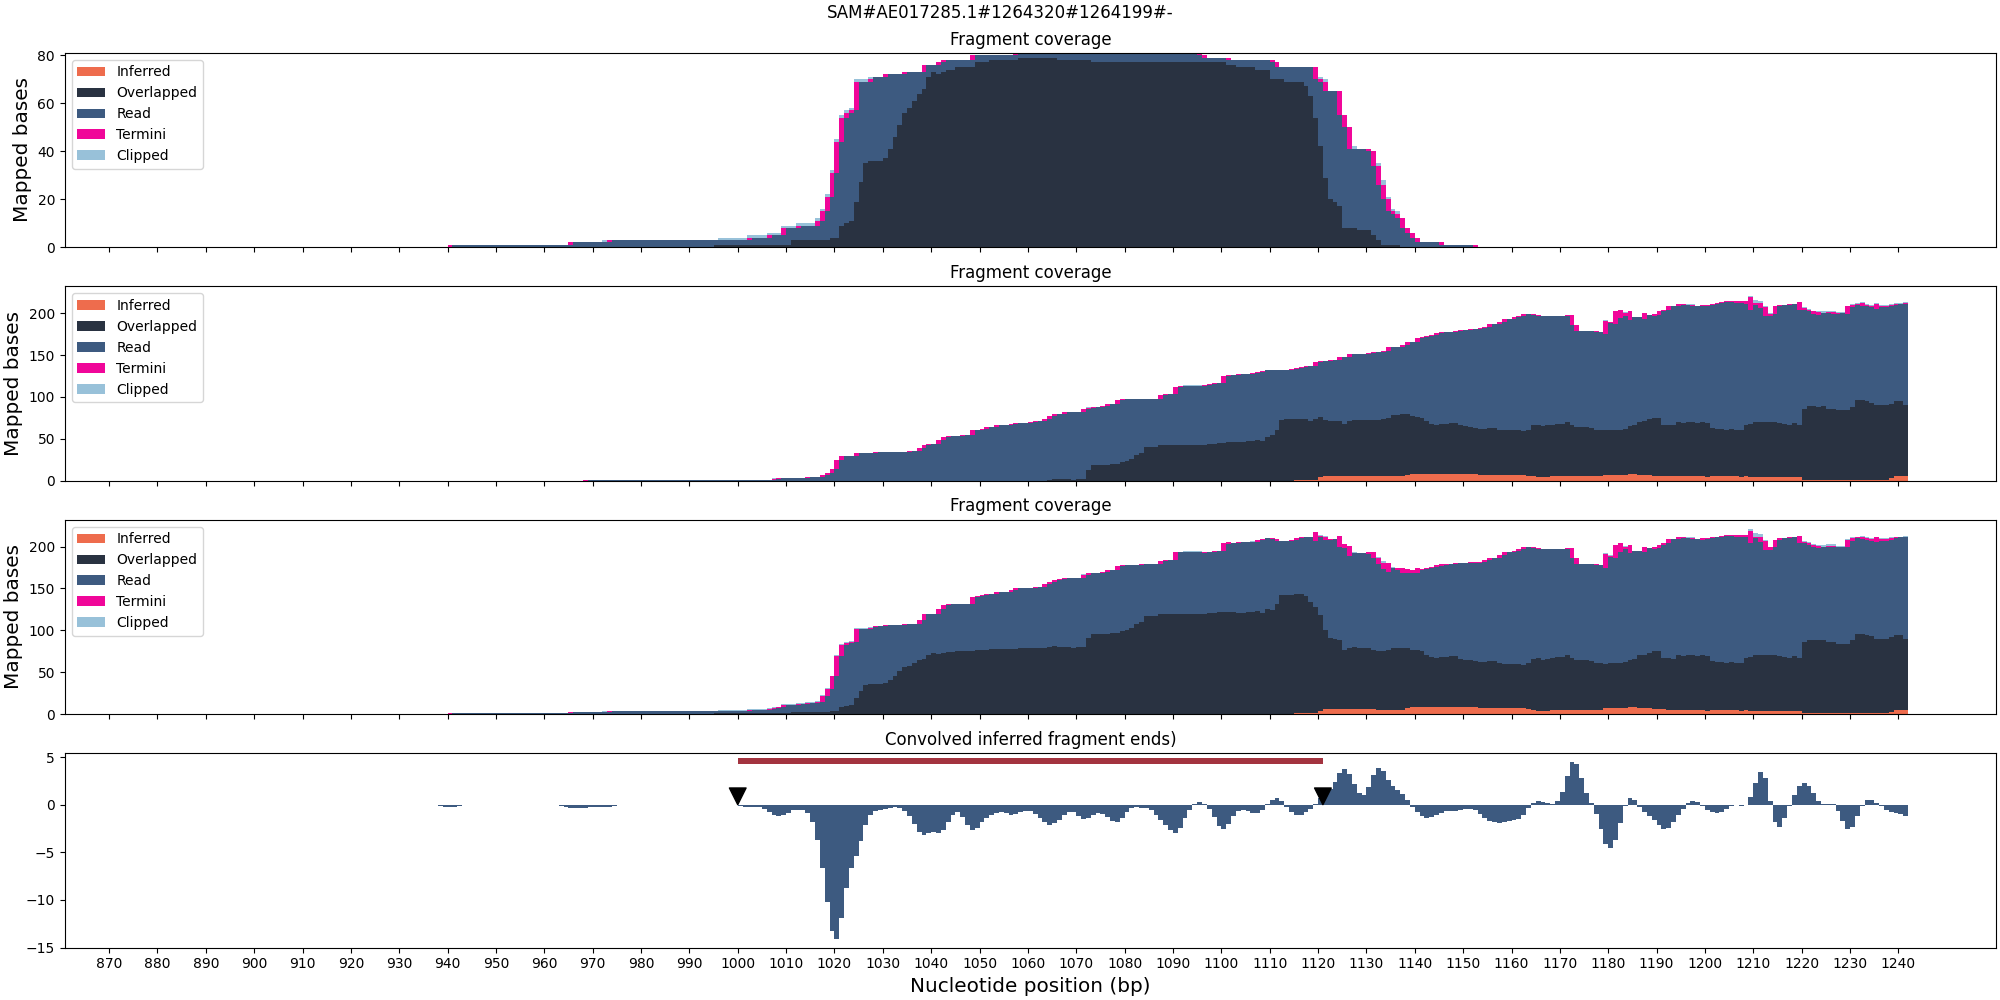 SAM#AE017285.1#1264320#1264199#-
Fragment coverage
Mapped bases
80
60
40
20
0
Inferred
Overlapped
Read
Termini
Clipped
Fragment coverage
Mapped bases
200
150
100
50
0
Inferred
Overlapped
Read
Termini
Clipped
Fragment coverage
Mapped bases
200
150
100
50
0
Inferred
Overlapped
Read
Termini
Clipped
Convolved inferred fragment ends)
5
0
−5
−10
−15
870 880 890 900 910 920 930 940 950 960 970 980 990 1000 1010 1020 1030 1040 1050 1060 1070 1080 1090 1100 1110 1120 1130 1140 1150 1160 1170 1180 1190 1200 1210 1220 1230 1240
Nucleotide position (bp)